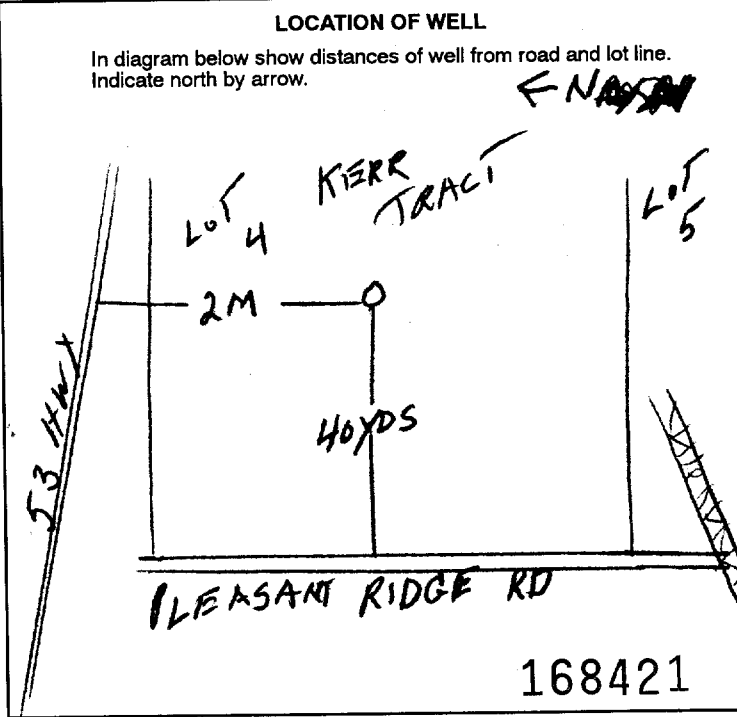 LOCATION OF WELL
In diagram below show distances of well from road and lot line.
Indicate north by arrow.
← N
KERR
TRACT
LOT
4
LOT
5
2M
40YDS
53 HWY
PLEASANT RIDGE RD
168421